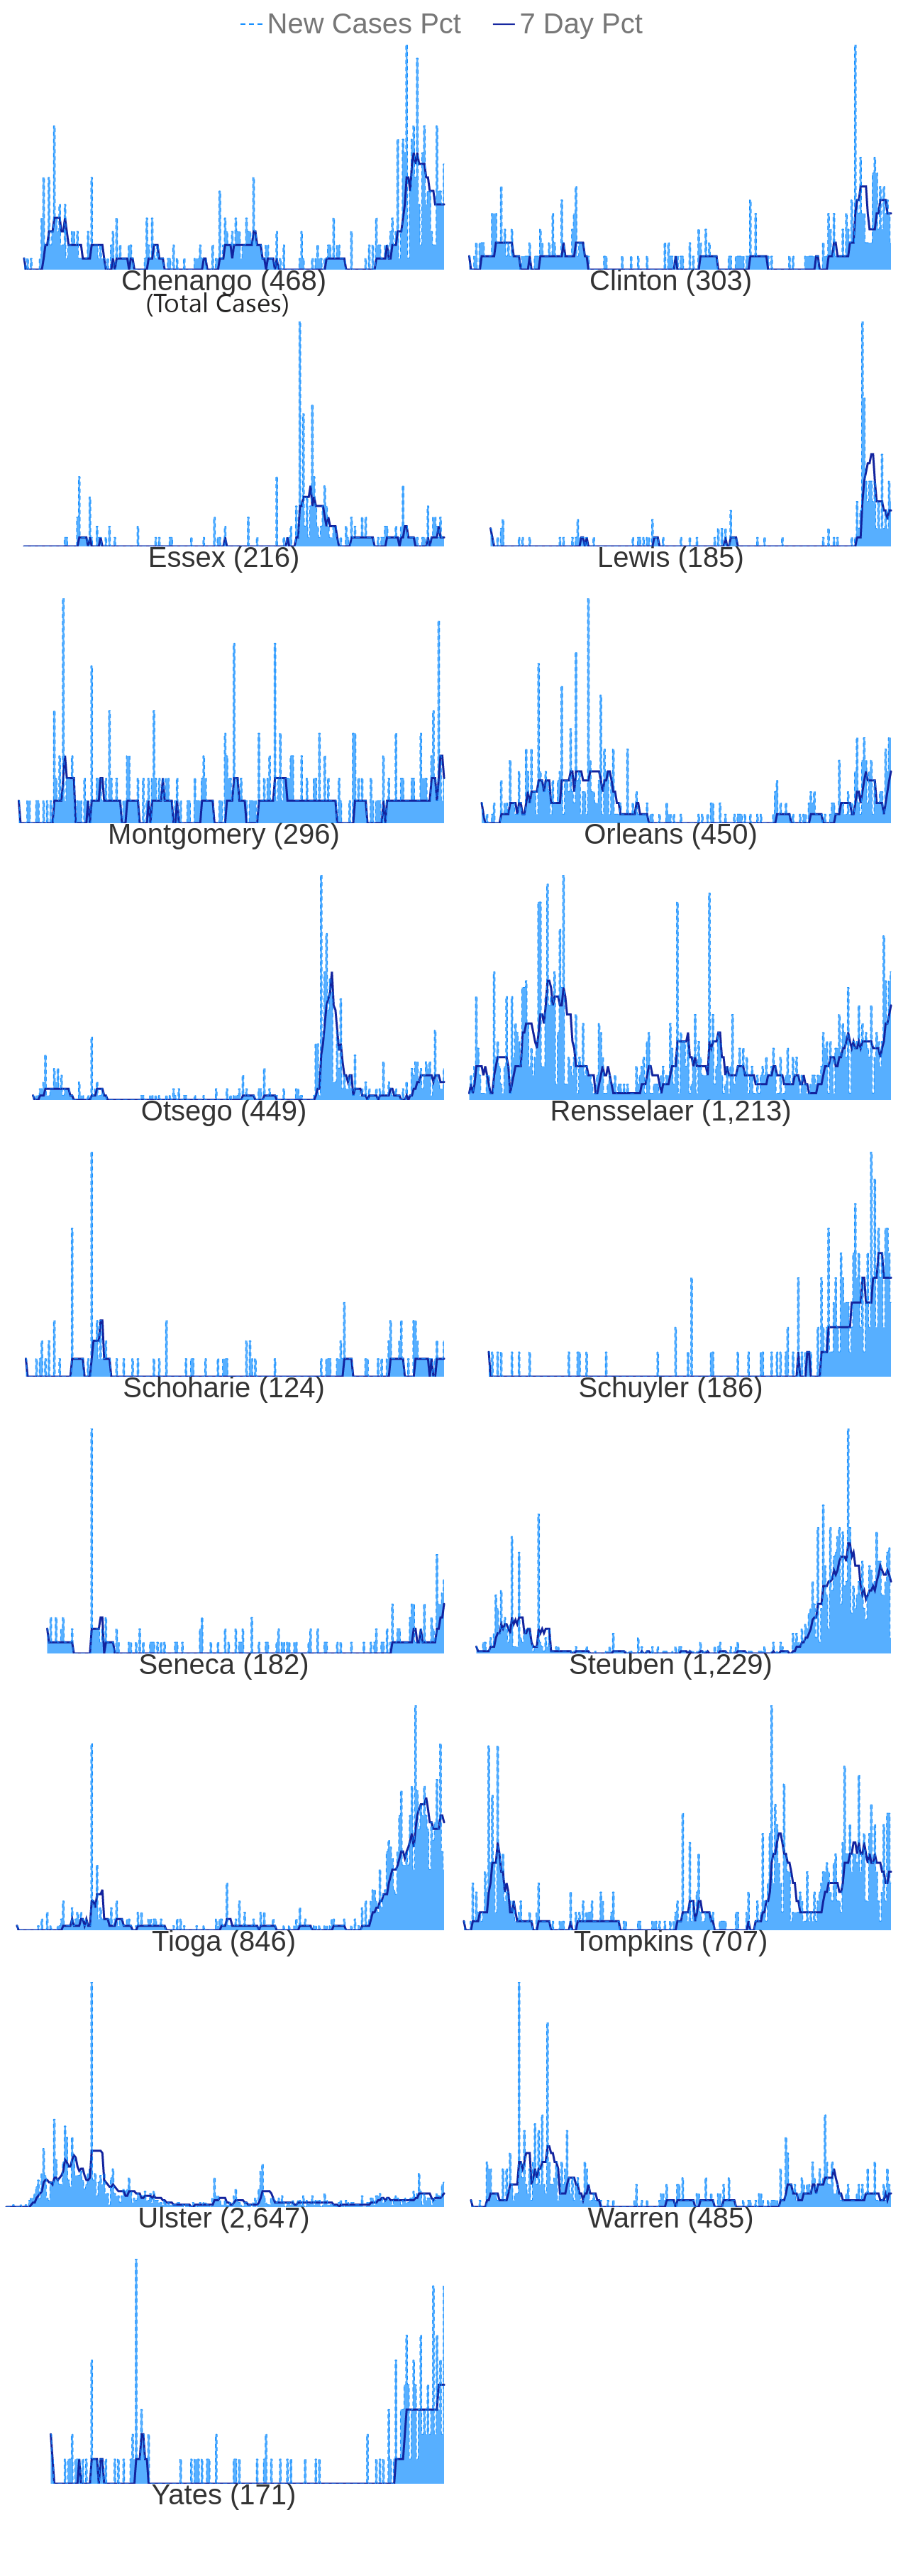 New Cases Pct 7 Day Pct
Chenango (468) Clinton (303)
(Total Cases)
Essex (216) Lewis (185)
Montgomery (296) Orleans (450)
Otsego (449) Rensselaer (1,213)
Schoharie (124) Schuyler (186)
Seneca (182) Steuben (1,229)
Tioga (846) Tompkins (707)
Ulster (2,647) Warren (485)
Yates (171)